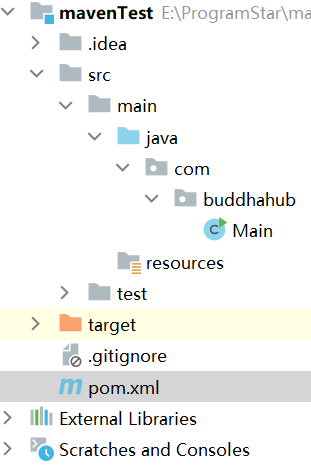 mavenTest E:\ProgramStar\ma
.idea
src
main
java
com
buddhahub
C Main
resources
test
target
.gitignore
m pom.xml
External Libraries
Scratches and Consoles